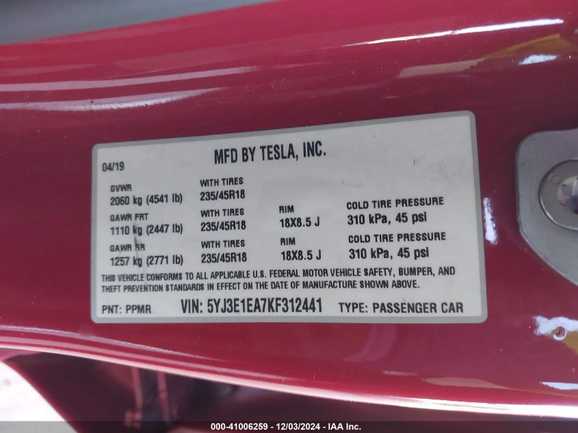 04/19 MFD BY TESLA, INC.
GVWR WITH TIRES
2060 kg (4541 lb) 235/45R18
GAWR FRT WITH TIRES RIM COLD TIRE PRESSURE
1110 kg (2447 lb) 235/45R18 18X8.5 J 310 kPa, 45 psi
GAWR RR WITH TIRES RIM COLD TIRE PRESSURE
1257 kg (2771 lb) 235/45R18 18X8.5 J 310 kPa, 45 psi
THIS VEHICLE CONFORMS TO ALL APPLICABLE U.S. FEDERAL MOTOR VEHICLE SAFETY, BUMPER, AND
THEFT PREVENTION STANDARDS IN EFFECT ON THE DATE OF MANUFACTURE SHOWN ABOVE.
PNT: PPMR VIN: 5YJ3E1EA7KF312441 TYPE: PASSENGER CAR
000-41006259 - 12/03/2024 - IAA Inc.